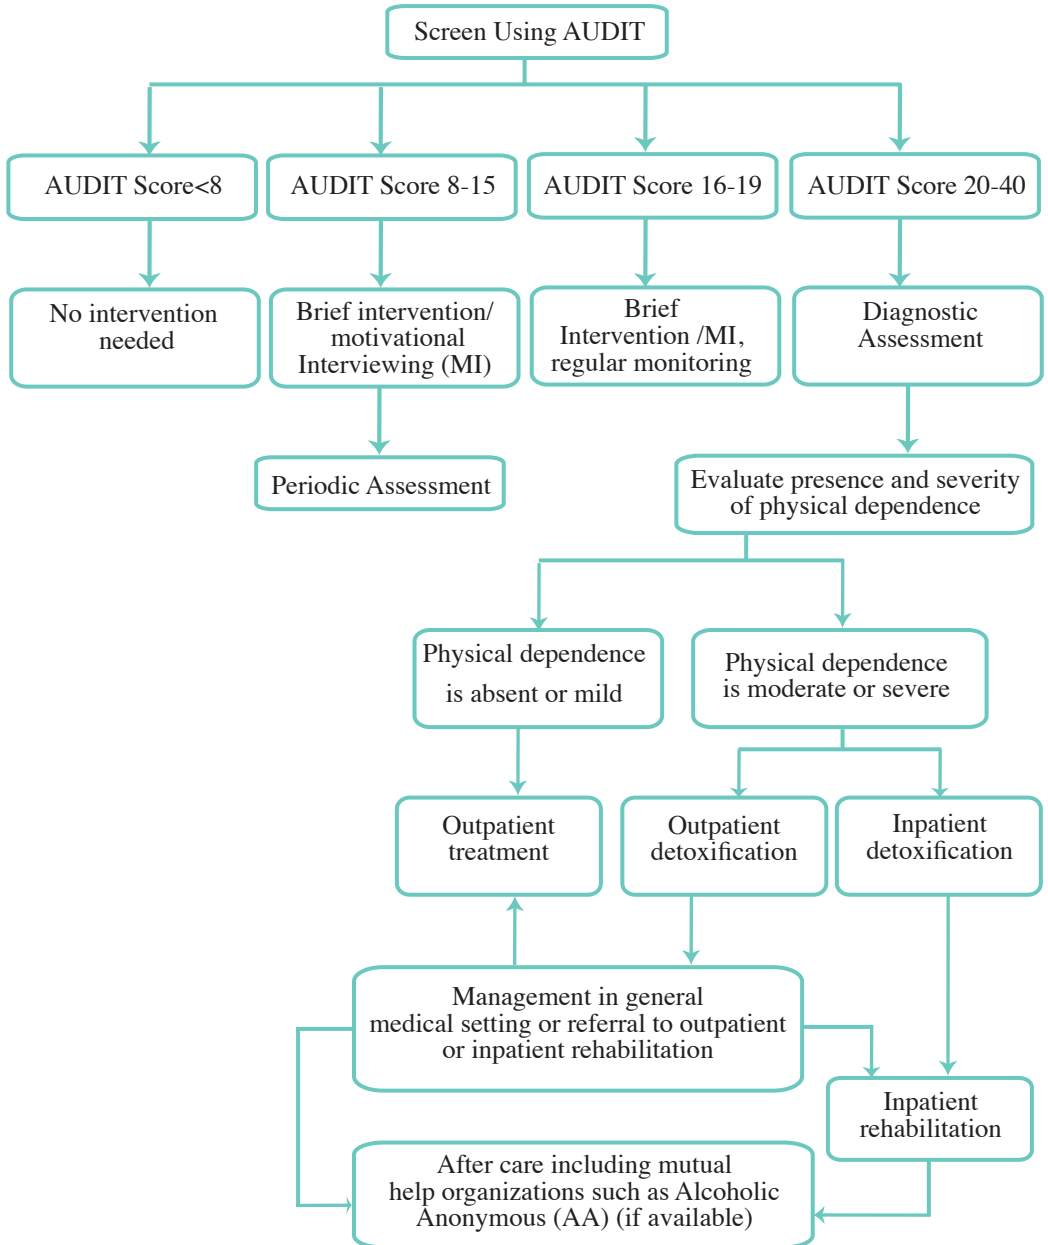 Screen Using AUDIT
AUDIT Score<8
AUDIT Score 8-15
AUDIT Score 16-19
AUDIT Score 20-40
No intervention
needed
Brief intervention/
motivational
Interviewing (MI)
Brief
Intervention /MI,
regular monitoring
Diagnostic
Assessment
Periodic Assessment
Evaluate presence and severity
of physical dependence
Physical dependence
is absent or mild
Physical dependence
is moderate or severe
Outpatient
treatment
Outpatient
detoxification
Inpatient
detoxification
Management in general
medical setting or referral to outpatient
or inpatient rehabilitation
Inpatient
rehabilitation
After care including mutual
help organizations such as Alcoholic
Anonymous (AA) (if available)